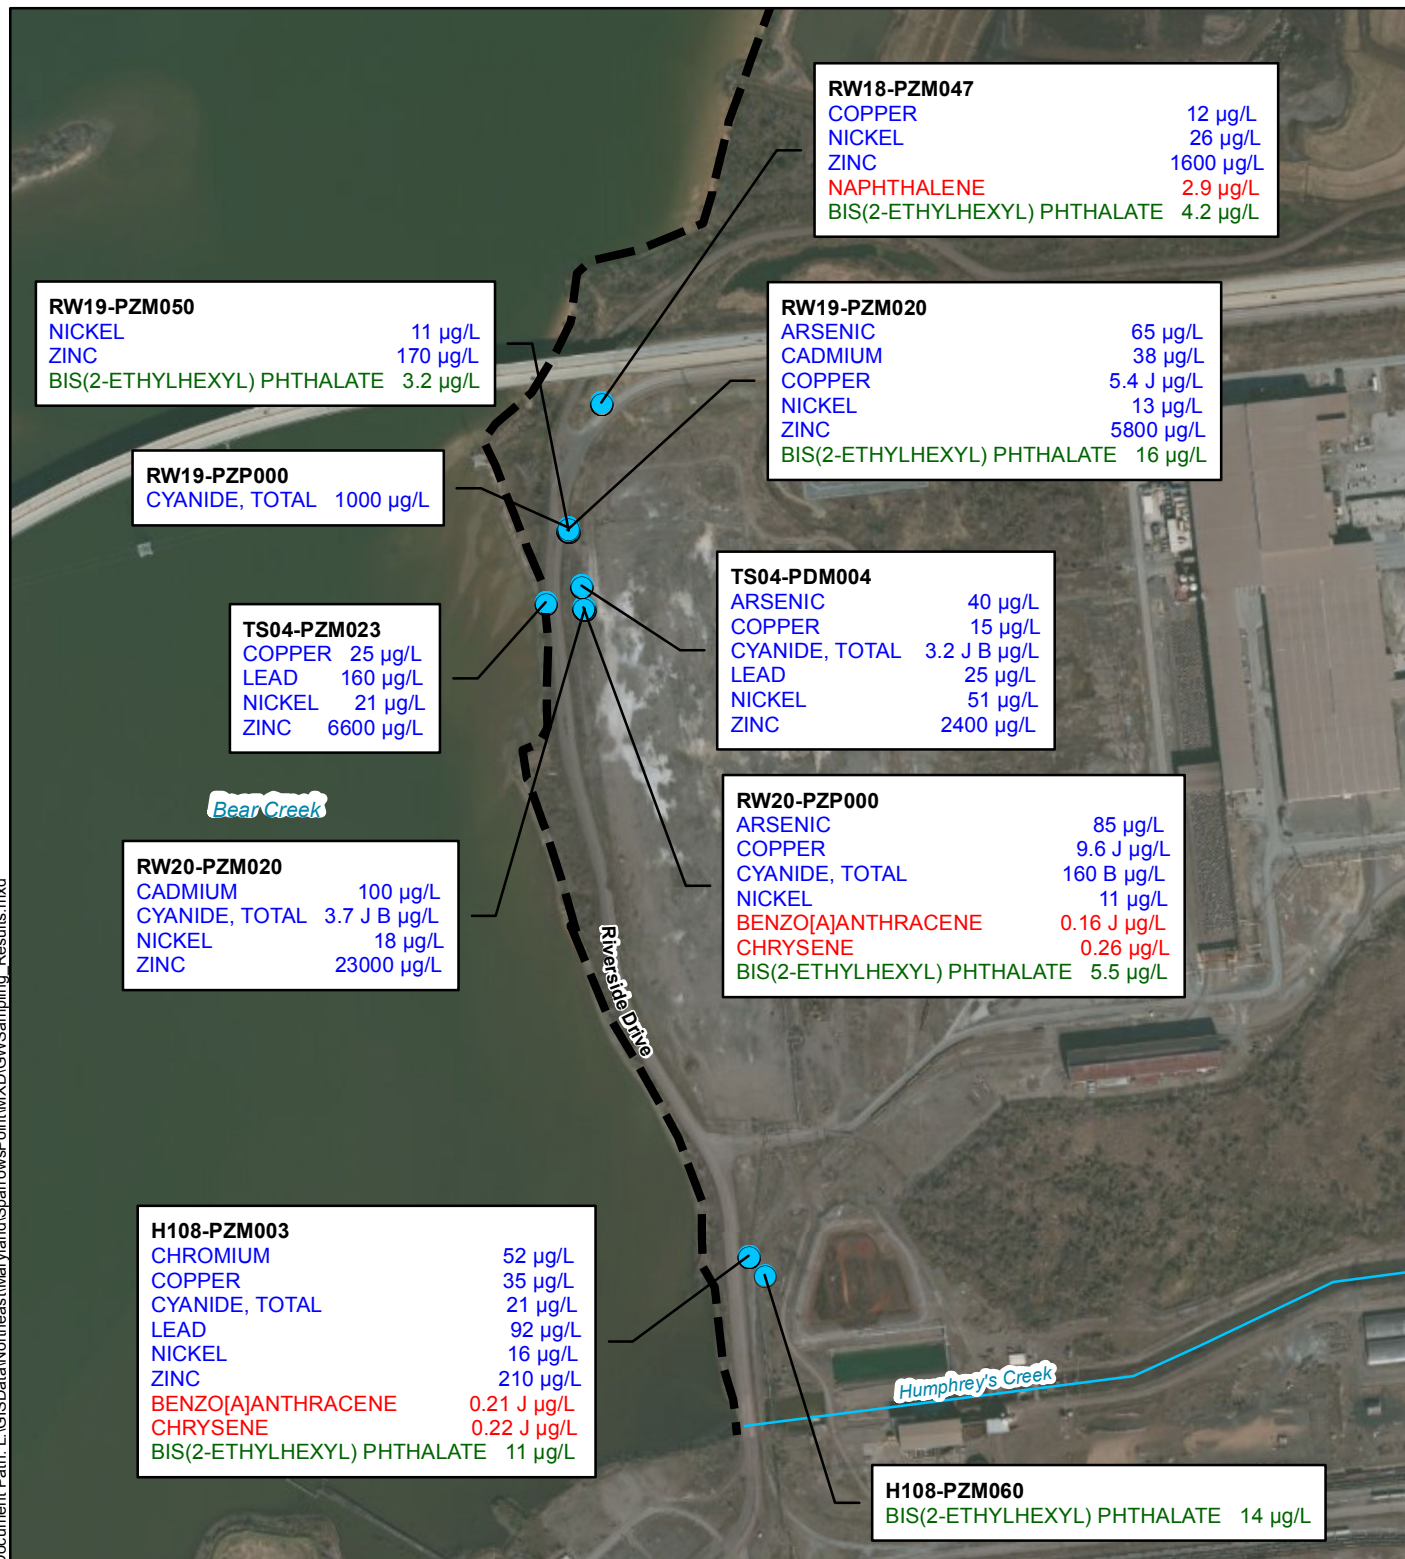 RW18-PZM047
COPPER 12 µg/L
NICKEL 26 µg/L
ZINC 1600 µg/L
NAPHTHALENE 2.9 µg/L
BIS(2-ETHYLHEXYL) PHTHALATE 4.2 µg/L
RW19-PZM050
NICKEL 11 µg/L
ZINC 170 µg/L
BIS(2-ETHYLHEXYL) PHTHALATE 3.2 µg/L
RW19-PZM020
ARSENIC 65 µg/L
CADMIUM 38 µg/L
COPPER 5.4 J µg/L
NICKEL 13 µg/L
ZINC 5800 µg/L
BIS(2-ETHYLHEXYL) PHTHALATE 16 µg/L
RW19-PZP000
CYANIDE, TOTAL 1000 µg/L
TS04-PDM004
ARSENIC 40 µg/L
COPPER 15 µg/L
CYANIDE, TOTAL 3.2 J B µg/L
LEAD 25 µg/L
NICKEL 51 µg/L
ZINC 2400 µg/L
TS04-PZM023
COPPER 25 µg/L
LEAD 160 µg/L
NICKEL 21 µg/L
ZINC 6600 µg/L
Bear Creek
RW20-PZP000
ARSENIC 85 µg/L
COPPER 9.6 J µg/L
CYANIDE, TOTAL 160 B µg/L
NICKEL 11 µg/L
BENZO[A]ANTHRACENE 0.16 J µg/L
CHRYSENE 0.26 µg/L
BIS(2-ETHYLHEXYL) PHTHALATE 5.5 µg/L
RW20-PZM020
CADMIUM 100 µg/L
CYANIDE, TOTAL 3.7 J B µg/L
NICKEL 18 µg/L
ZINC 23000 µg/L
Riverside Drive
H108-PZM003
CHROMIUM 52 µg/L
COPPER 35 µg/L
CYANIDE, TOTAL 21 µg/L
LEAD 92 µg/L
NICKEL 16 µg/L
ZINC 210 µg/L
BENZO[A]ANTHRACENE 0.21 J µg/L
CHRYSENE 0.22 J µg/L
BIS(2-ETHYLHEXYL) PHTHALATE 11 µg/L
Humphrey's Creek
H108-PZM060
BIS(2-ETHYLHEXYL) PHTHALATE 14 µg/L